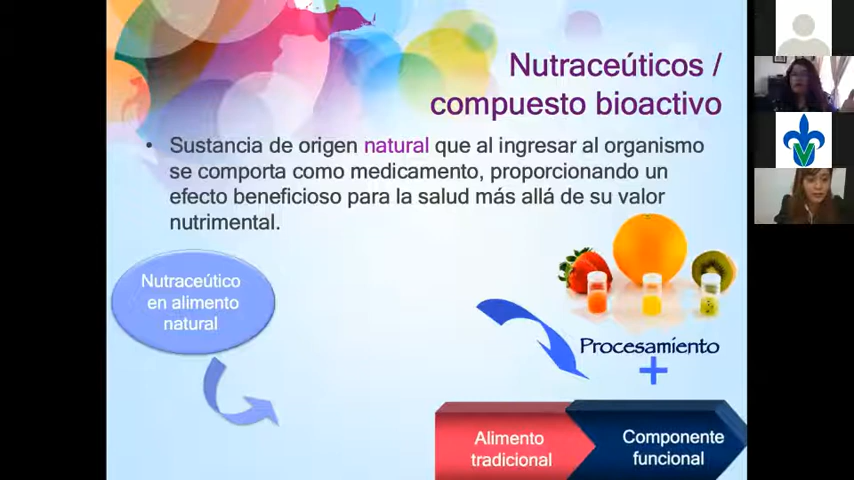 Nutraceúticos /
compuesto bioactivo
• Sustancia de origen natural que al ingresar al organismo
se comporta como medicamento, proporcionando un
efecto beneficioso para la salud más allá de su valor
nutrimental.
Nutraceútico
en alimento
natural
Procesamiento
+
Alimento
tradicional
Componente
funcional